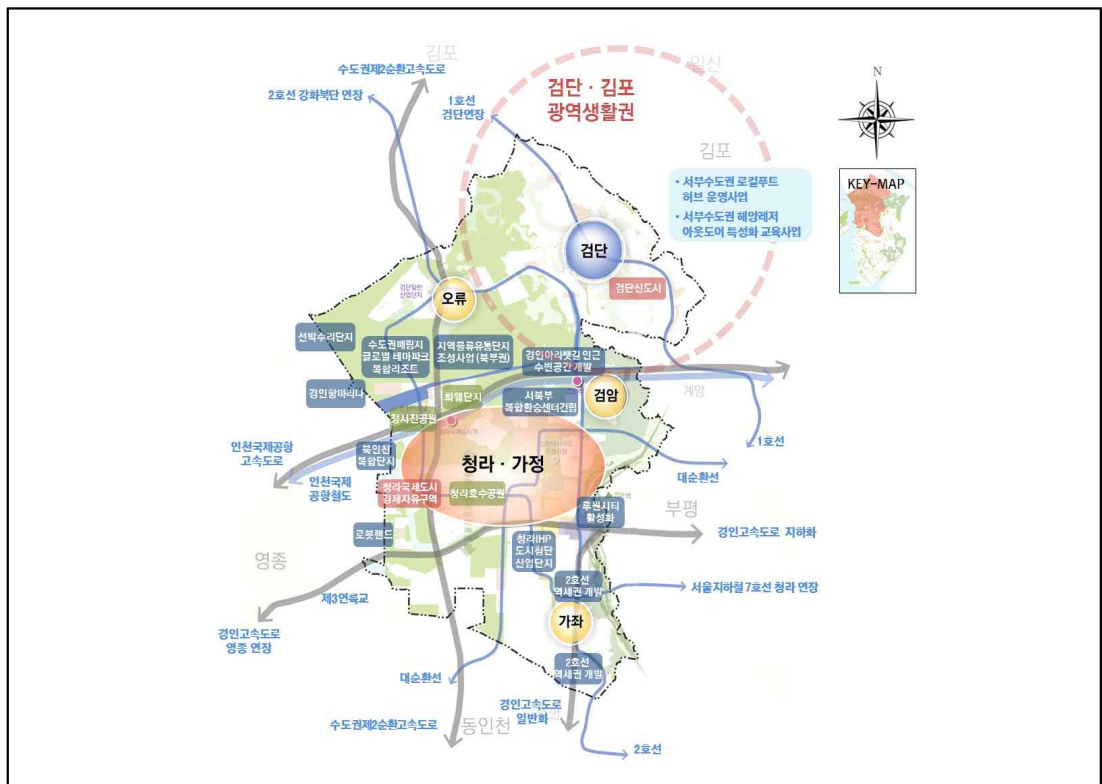 김포
수도권제2순환고속도로
2호선 강화북단 연장
1호선
검단연장
검단 · 김포
광역생활권
일산
N
김포
• 서부수도권 로컬푸트
허브 운영사업
• 서부수도권 해양레저
아웃도어 특성화 교육사업
KEY-MAP
검단
검단신도시
검단일반
산업단지
오류
선박수리단지
수도권매립지
글로벌 테마파크
복합리조트
지역물류유통단지
조성사업 (북부권)
경인아라뱃길 인근
수변공간 개발
경인항마리나
정서진공원
화훼단지
서북부
복합환승센터건립
검암
계양
인천국제공항
고속도로
인천국제
공항철도
북인천
복합단지
청라 · 가정
1호선
대순환선
청라국제도시
경제자유구역
청라호수공원
루원시티
활성화
부평
로봇랜드
청라IHP
도시첨단
산업단지
경인고속도로 지하화
영종
제3연륙교
2호선
역세권 개발
서울지하철 7호선 청라 연장
가좌
경인고속도로
영종 연장
2호선
역세권 개발
대순환선
수도권제2순환고속도로
동인천
경인고속도로
일반화
2호선